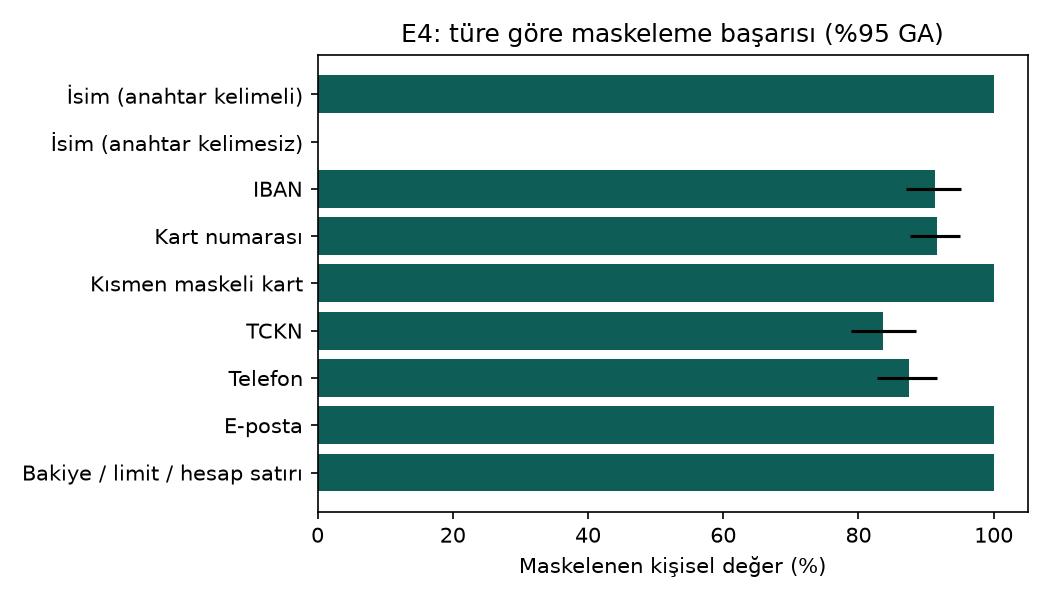 E4: türe göre maskeleme başarısı (%95 GA)
İsim (anahtar kelimeli)
İsim (anahtar kelimesiz)
IBAN
Kart numarası
Kısmen maskeli kart
TCKN
Telefon
E-posta
Bakiye / limit / hesap satırı
0 20 40 60 80 100
Maskelenen kişisel değer (%)